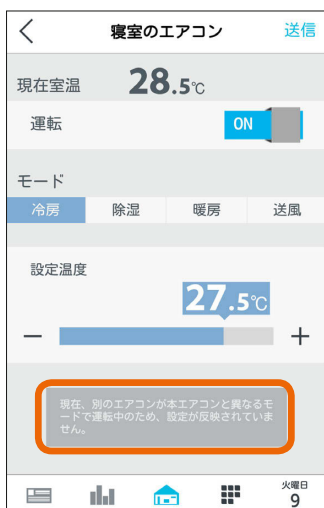 寝室のエアコン 送信
現在室温 28.5℃
運転 ON
モード
冷房 除湿 暖房 送風
設定温度
27.5℃
− +
現在、別のエアコンが本エアコンと異なるモ
ードで運転中のため、設定が反映されていま
せん。
火曜日
9